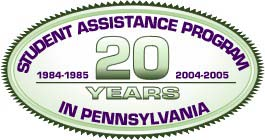 STUDENT ASSISTANCE PROGRAM
1984-1985 20 2004-2005
YEARS
IN PENNSYLVANIA